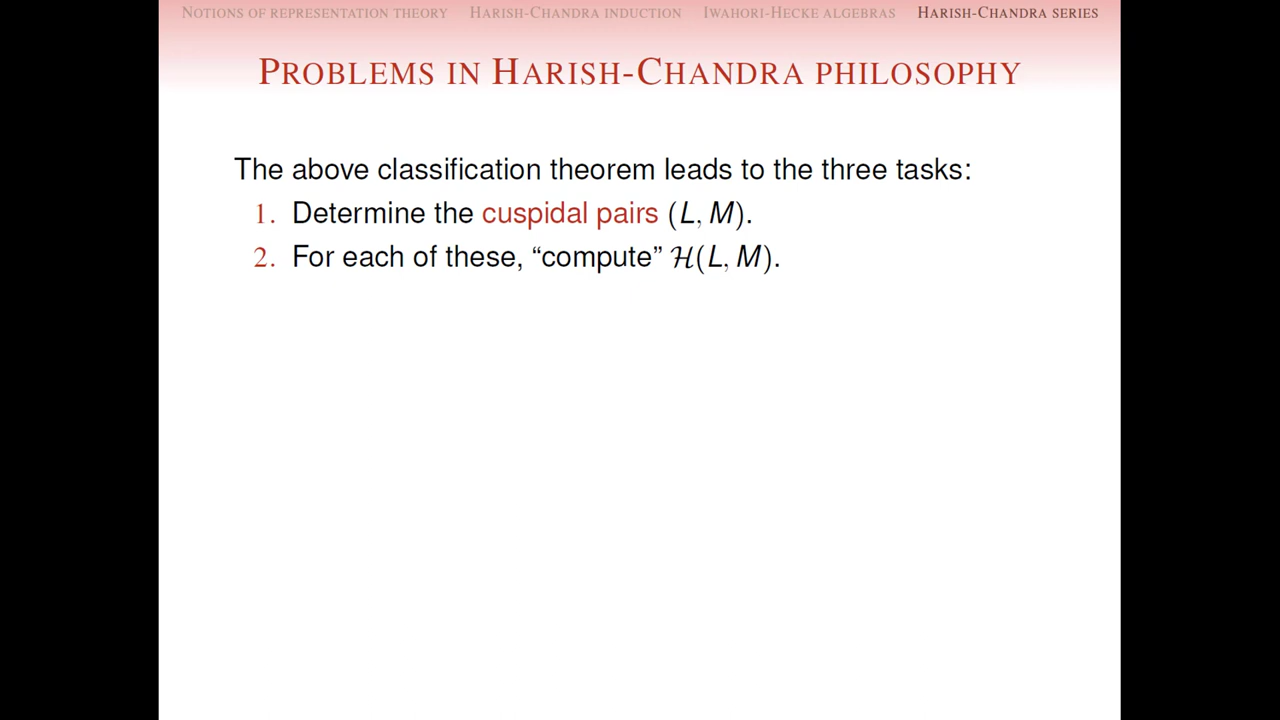 NOTIONS OF REPRESENTATION THEORY HARISH-CHANDRA INDUCTION IWAHORI-HECKE ALGEBRAS HARISH-CHANDRA SERIES
PROBLEMS IN HARISH-CHANDRA PHILOSOPHY
The above classification theorem leads to the three tasks:
1. Determine the cuspidal pairs (L, M).
2. For each of these, “compute” ℋ(L, M).